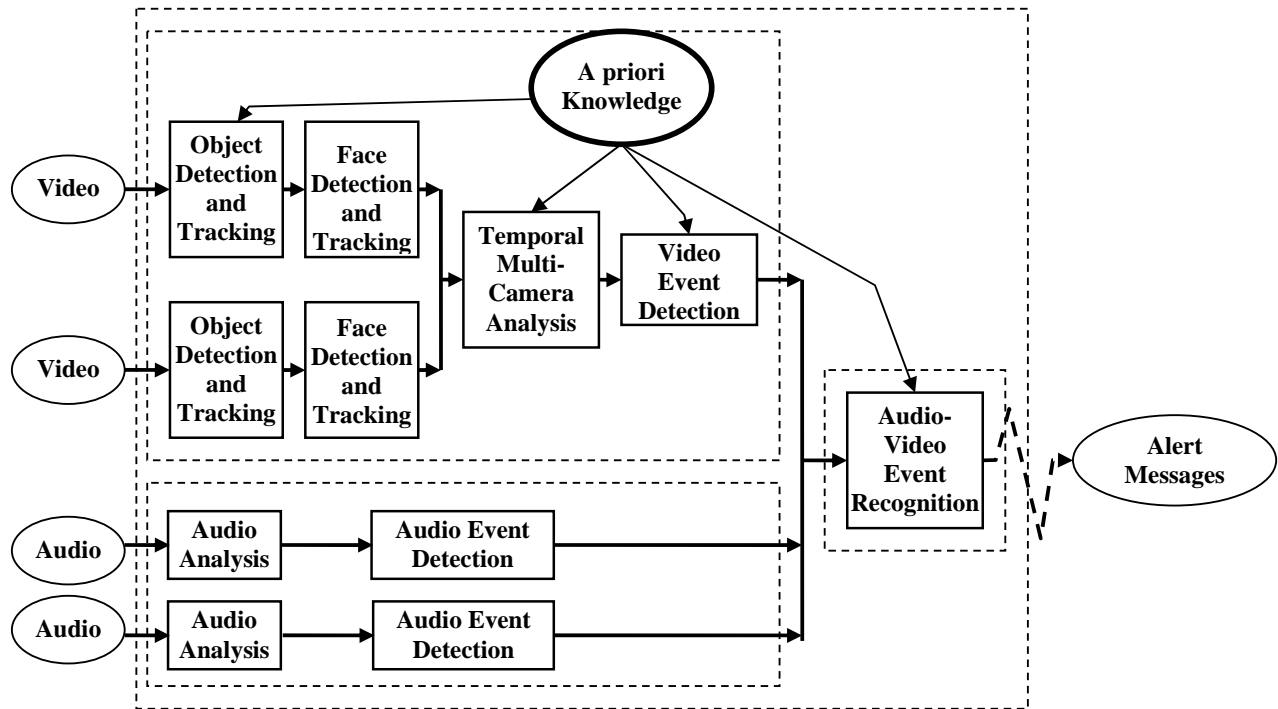 A priori
Knowledge
Video
Object
Detection
and
Tracking
Face
Detection
and
Tracking
Temporal
Multi-
Camera
Analysis
Video
Event
Detection
Video
Object
Detection
and
Tracking
Face
Detection
and
Tracking
Audio-
Video
Event
Recognition
Alert
Messages
Audio
Audio
Analysis
Audio Event
Detection
Audio
Audio
Analysis
Audio Event
Detection